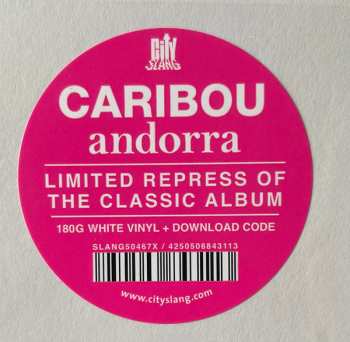 City
SLANG
CARIBOU
andorra
LIMITED REPRESS OF
THE CLASSIC ALBUM
180G WHITE VINYL + DOWNLOAD CODE
SLANG50467X / 4250506843113
www.cityslang.com